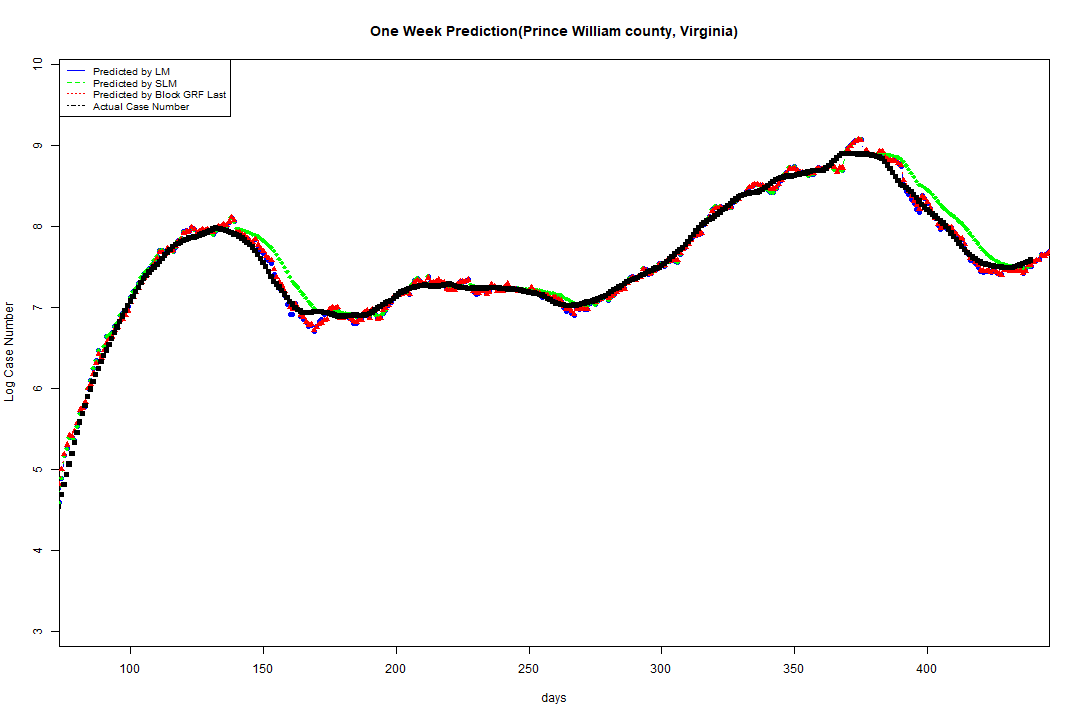 One Week Prediction(Prince William county, Virginia)
Predicted by LM
Predicted by SLM
Predicted by Block GRF Last
Actual Case Number
Log Case Number
10
9
8
7
6
5
4
3
100 150 200 250 300 350 400
days